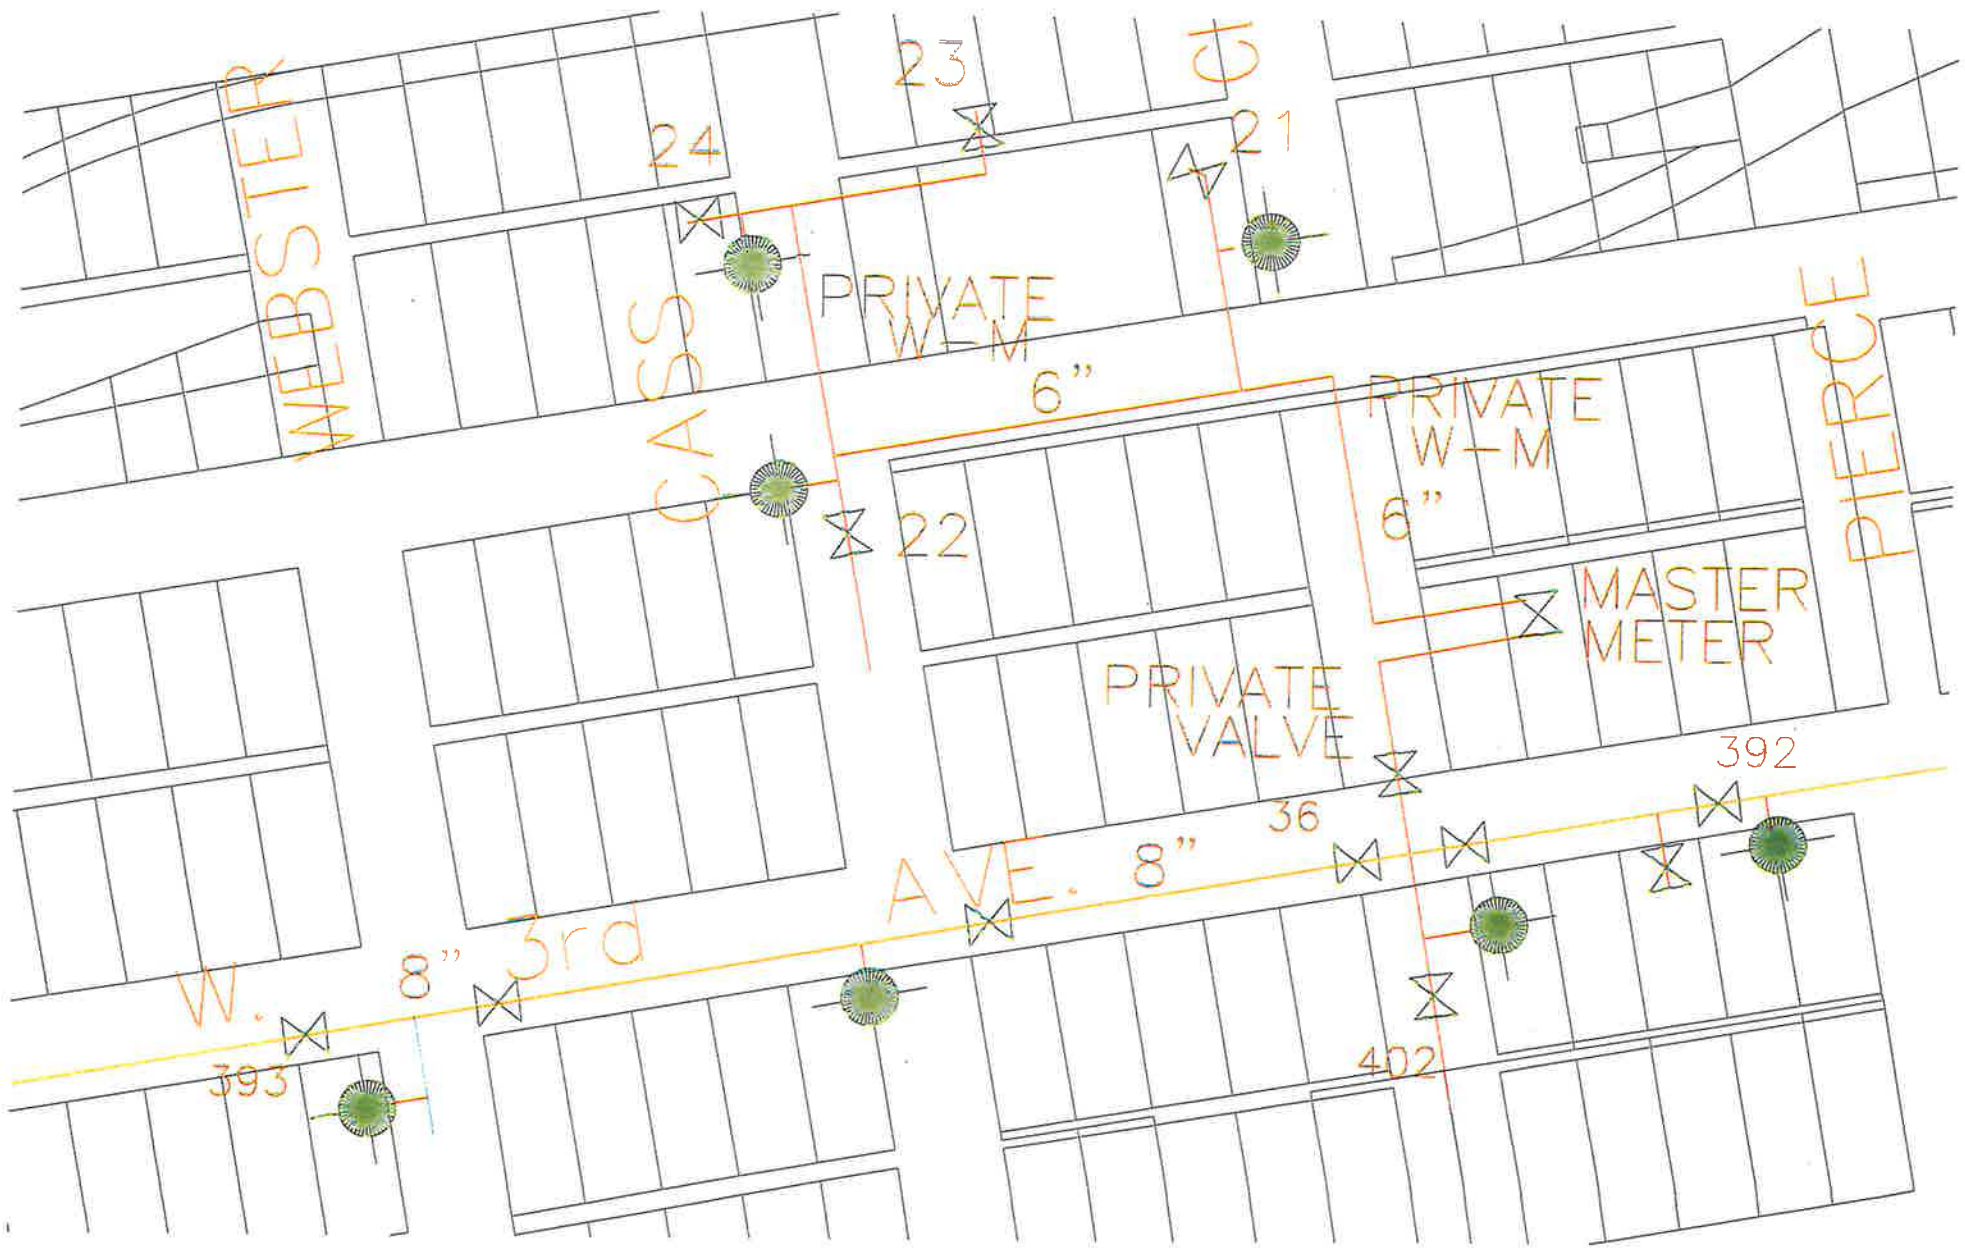 WEBSTER
23
Cl
24
21
CASS
PRIVATE
W-M
6"
PRIVATE
W-M
PIERCE
6"
22
MASTER
METER
PRIVATE
VALVE
392
36
8"
W. 3rd AVE.
8"
393
402